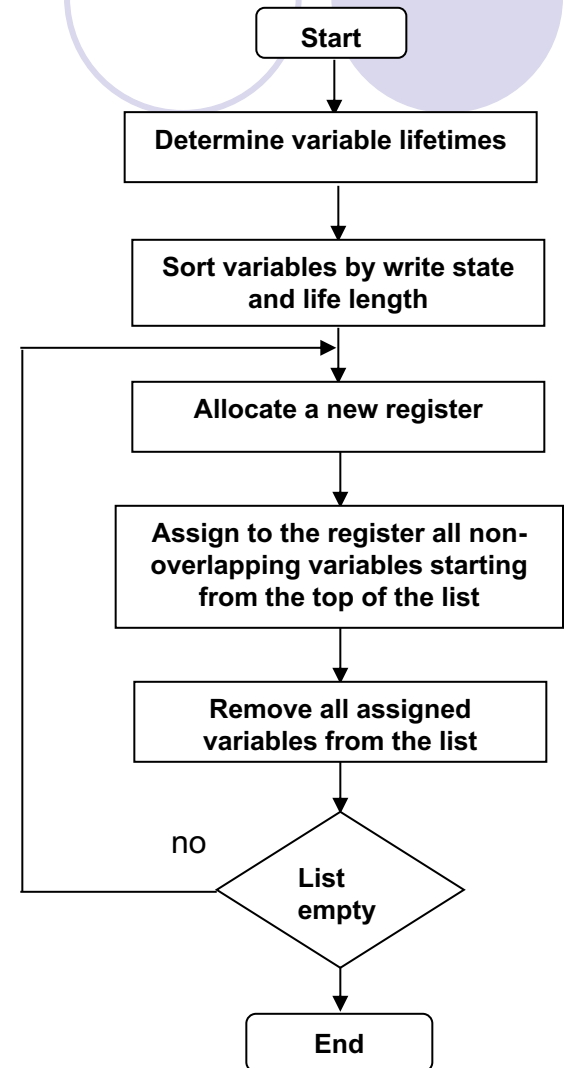 Start
Determine variable lifetimes
Sort variables by write state
and life length
Allocate a new register
Assign to the register all non-
overlapping variables starting
from the top of the list
Remove all assigned
variables from the list
no
List
empty
End